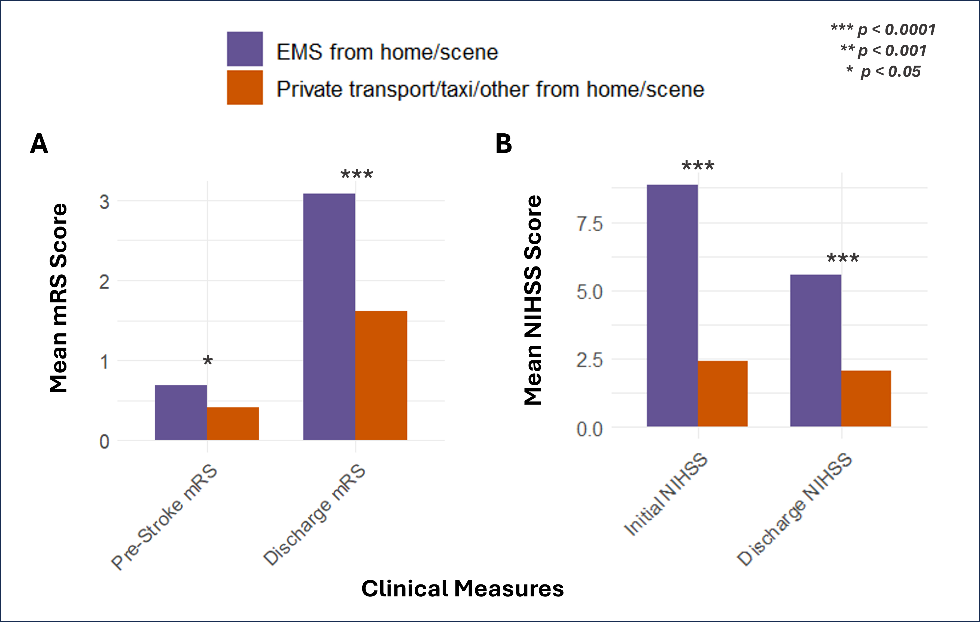 EMS from home/scene
Private transport/taxi/other from home/scene
*** p < 0.0001
** p < 0.001
* p < 0.05
A
Mean mRS Score
3
2
1
0
***
*
Pre-Stroke mRS
Discharge mRS
B
Mean NIHSS Score
7.5
5.0
2.5
0.0
***
***
Initial NIHSS
Discharge NIHSS
Clinical Measures